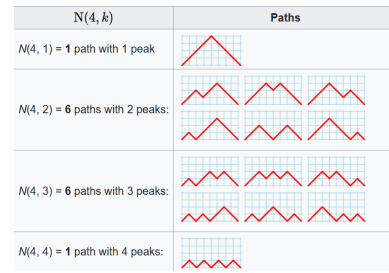 N(4, k) Paths
N(4, 1) = 1 path with 1 peak
N(4, 2) = 6 paths with 2 peaks:
N(4, 3) = 6 paths with 3 peaks:
N(4, 4) = 1 path with 4 peaks: